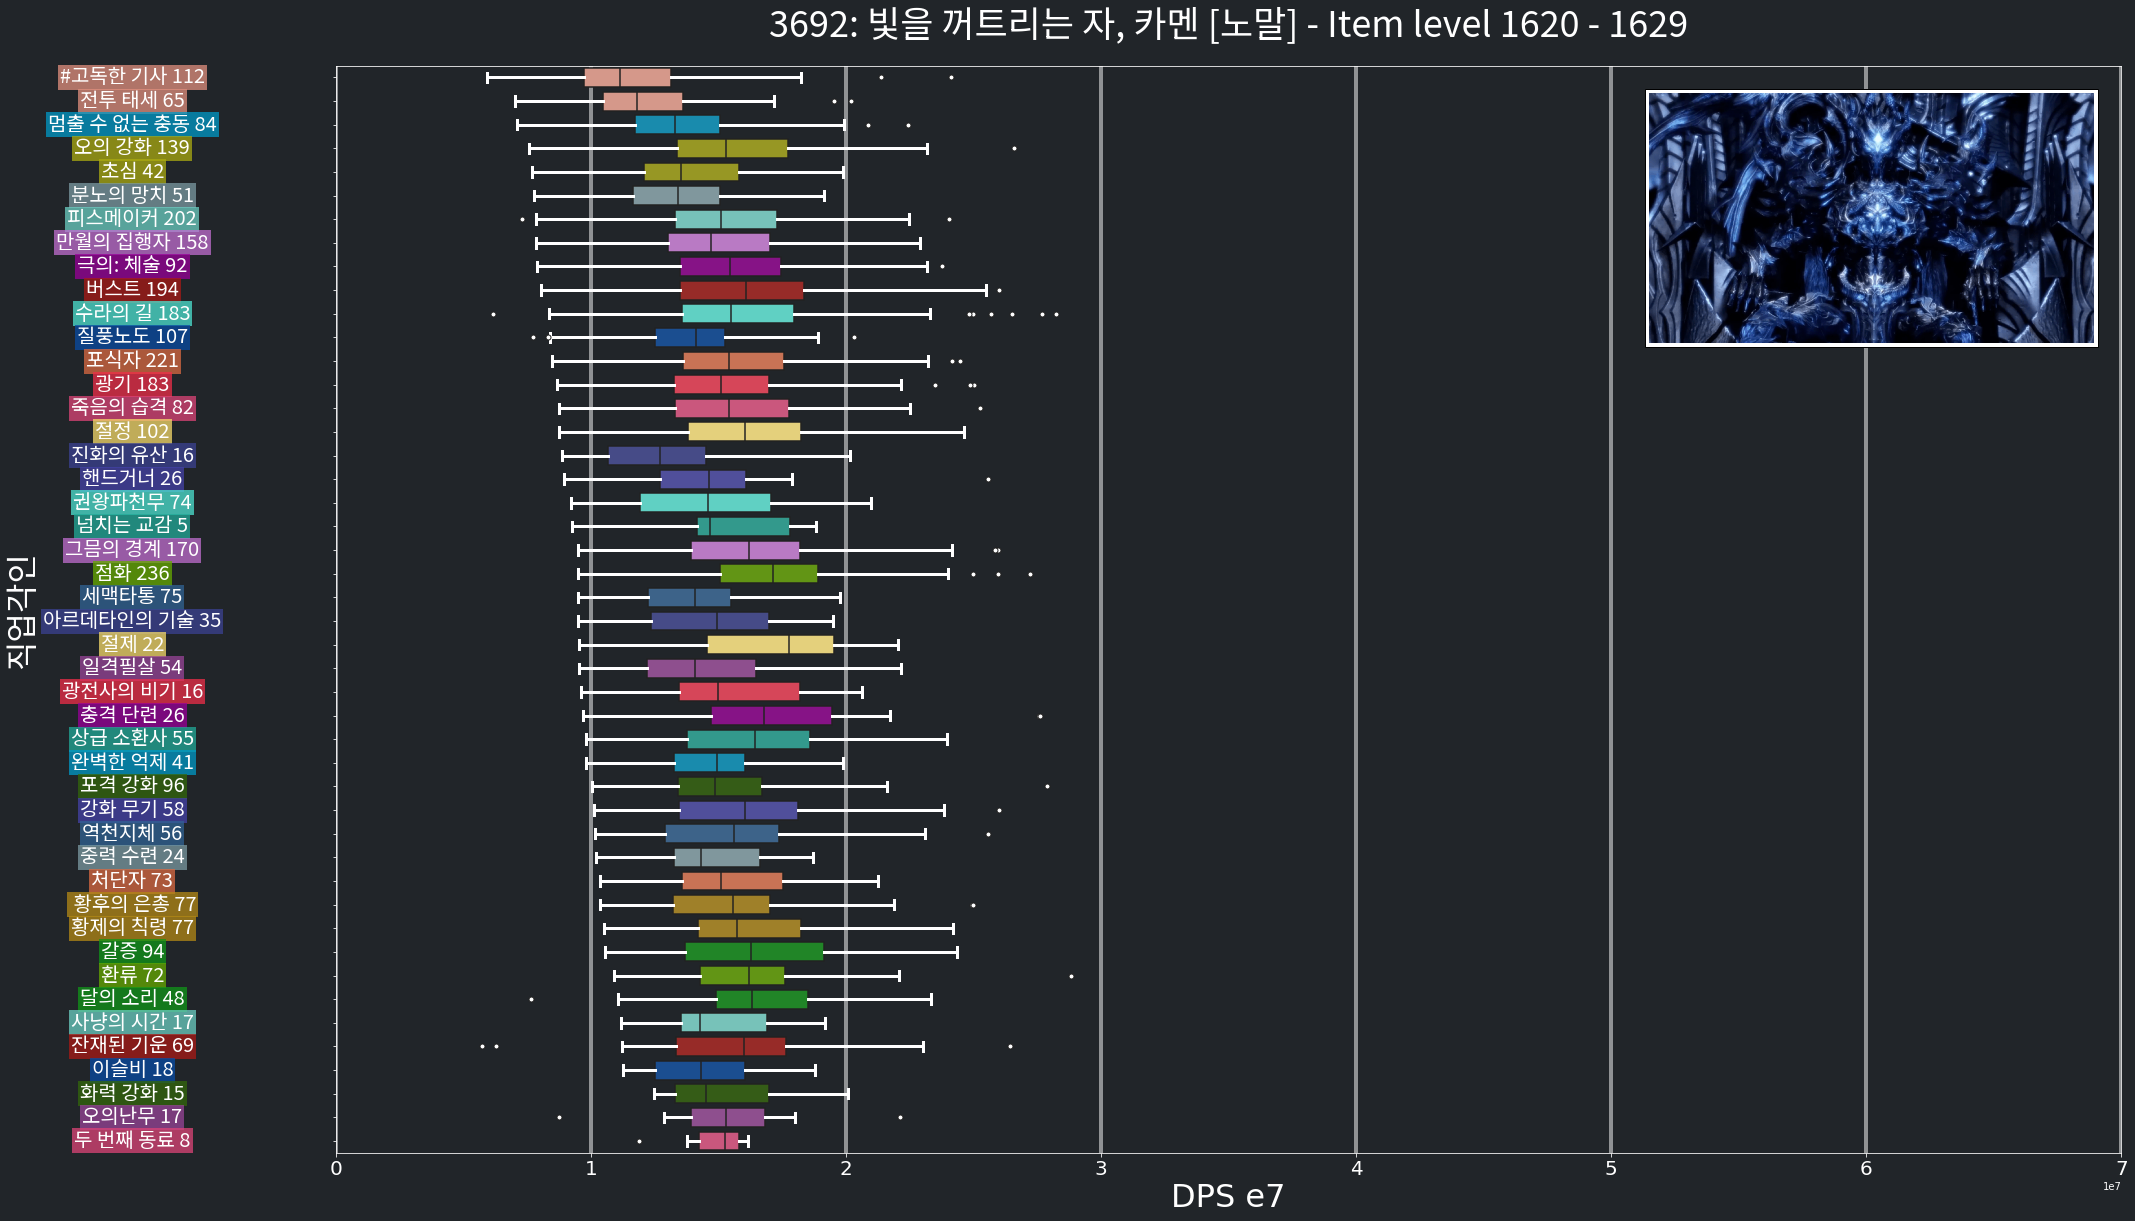 3692: 빛을 꺼트리는 자, 카멘 [노말] - Item level 1620 - 1629
직업각인
#고독한 기사 112
전투 태세 65
멈출 수 없는 충동 84
오의 강화 139
초심 42
분노의 망치 51
피스메이커 202
만월의 집행자 158
극의: 체술 92
버스트 194
수라의 길 183
질풍노도 107
포식자 221
광기 183
죽음의 습격 82
절정 102
진화의 유산 16
핸드거너 26
권왕파천무 74
넘치는 교감 5
그믐의 경계 170
점화 236
세맥타통 75
아르데타인의 기술 35
절제 22
일격필살 54
광전사의 비기 16
충격 단련 26
상급 소환사 55
완벽한 억제 41
포격 강화 96
강화 무기 58
역천지체 56
중력 수련 24
처단자 73
황후의 은총 77
황제의 칙령 77
갈증 94
환류 72
달의 소리 48
사냥의 시간 17
잔재된 기운 69
이슬비 18
화력 강화 15
오의난무 17
두 번째 동료 8
0 1 2 3 4 5 6 7
1e7
DPS e7